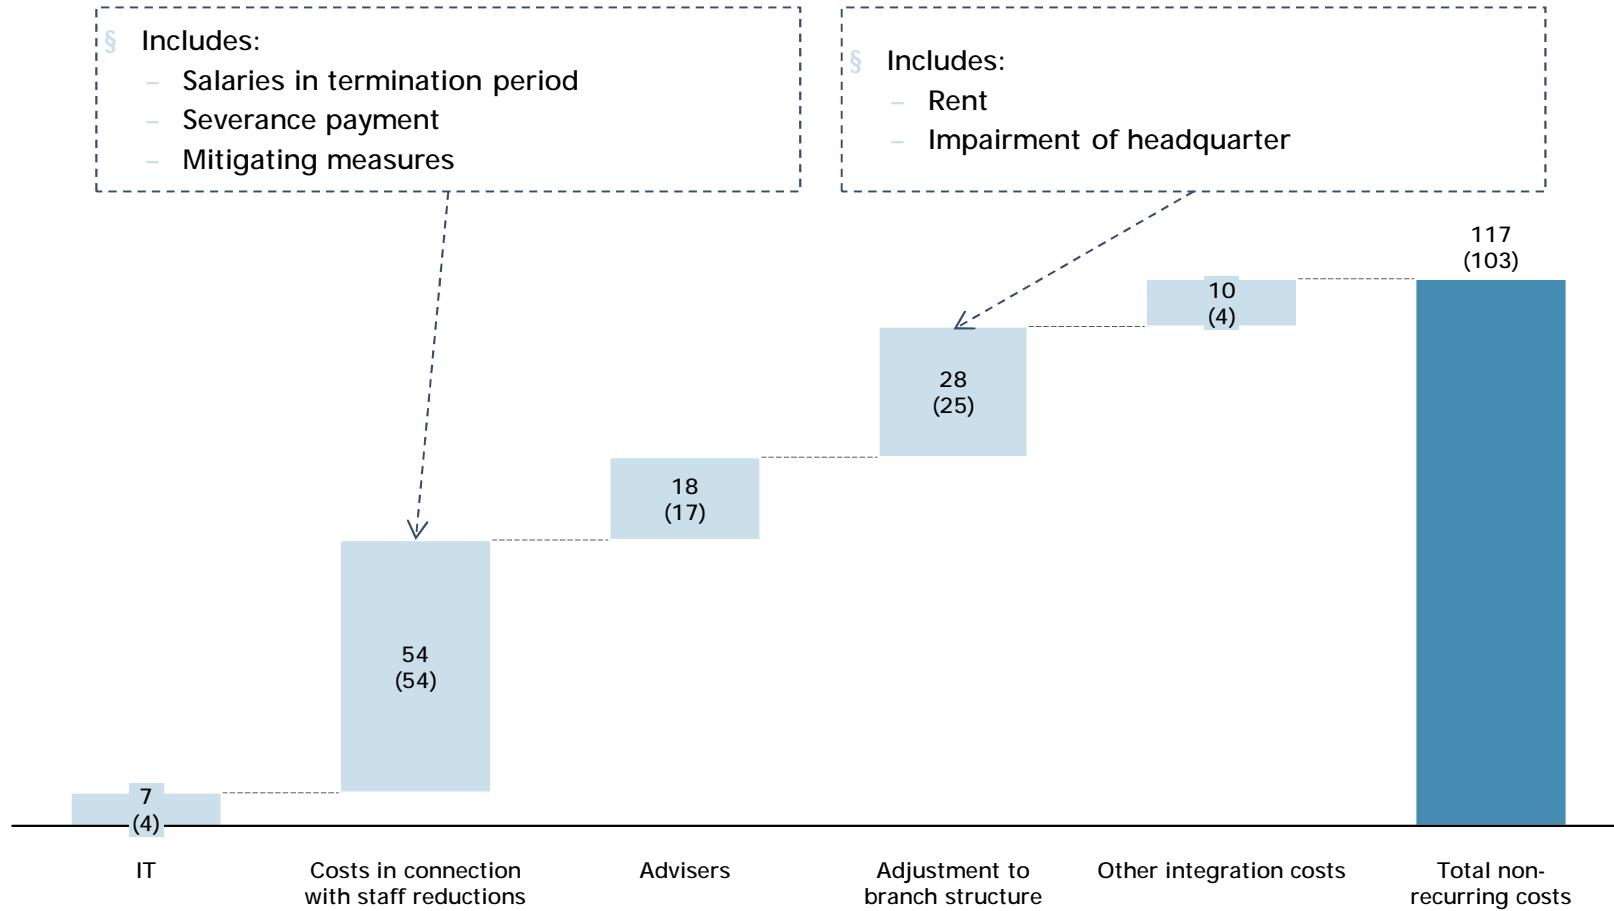 § Includes:
– Salaries in termination period
– Severance payment
– Mitigating measures
§ Includes:
– Rent
– Impairment of headquarter
117
(103)
10
(4)
28
(25)
18
(17)
54
(54)
7
(4)
IT
Costs in connection
with staff reductions
Advisers
Adjustment to
branch structure
Other integration costs
Total non-
recurring costs